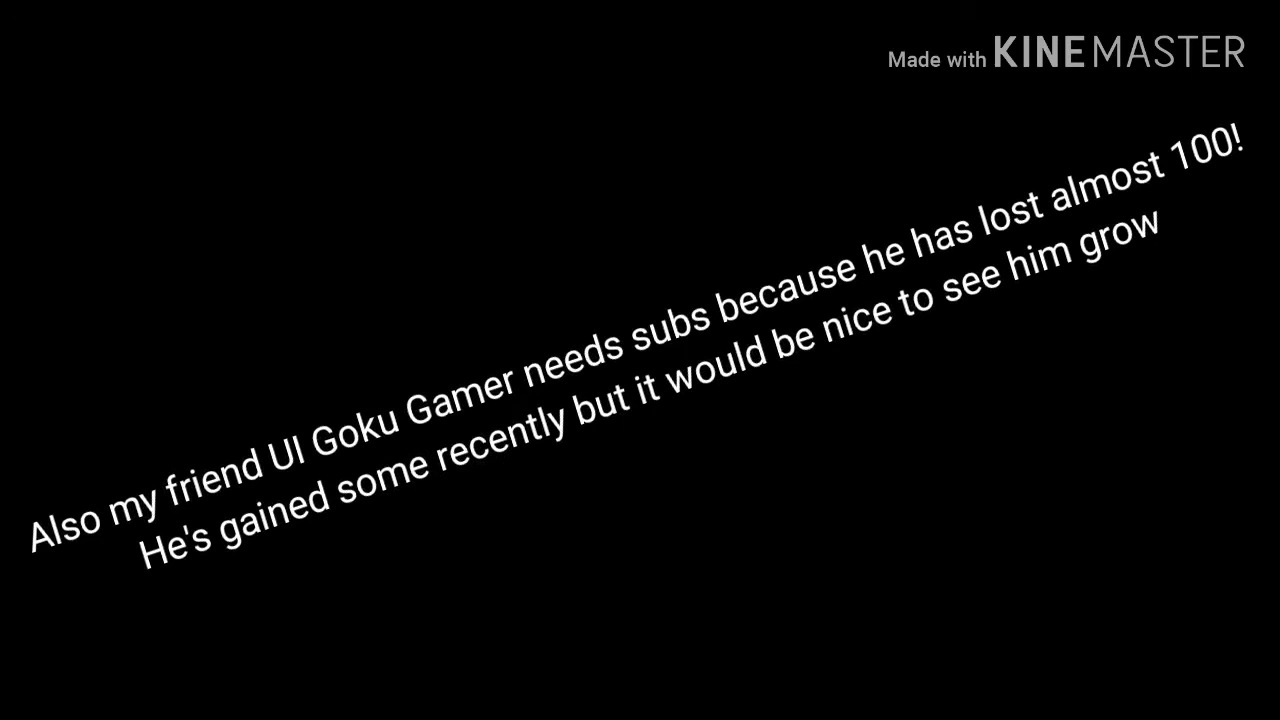 Made with KINEMASTER
Also my friend UI Goku Gamer needs subs because he has lost almost 100!
He's gained some recently but it would be nice to see him grow